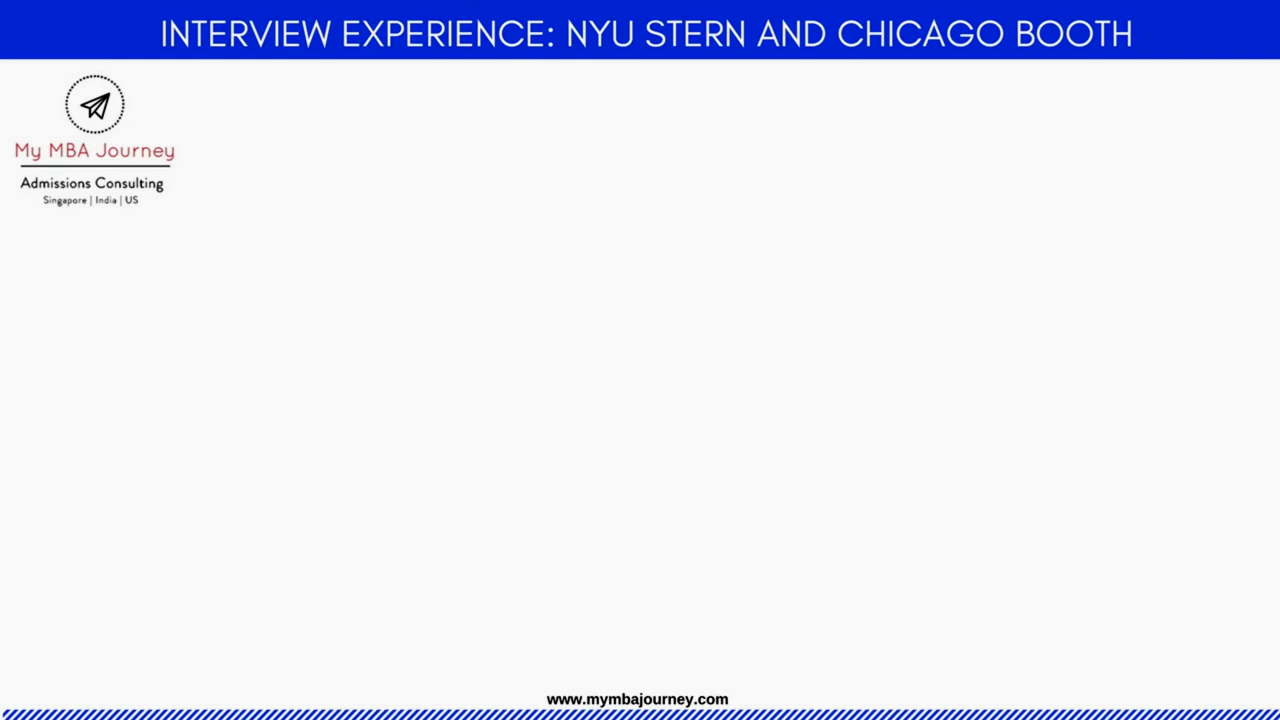 INTERVIEW EXPERIENCE: NYU STERN AND CHICAGO BOOTH
My MBA Journey
Admissions Consulting
Singapore | India | US
www.mymbajourney.com